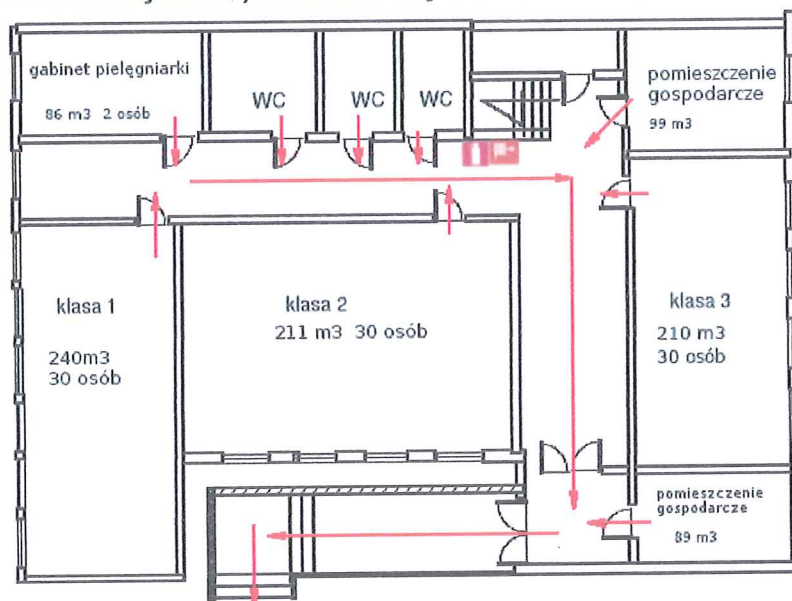 gabinet pielęgniarki
86 m3 2 osób
WC
WC
WC
pomieszczenie
gospodarcze
99 m3
klasa 1
240m3
30 osób
klasa 2
211 m3 30 osób
klasa 3
210 m3
30 osób
pomieszczenie
gospodarcze
89 m3